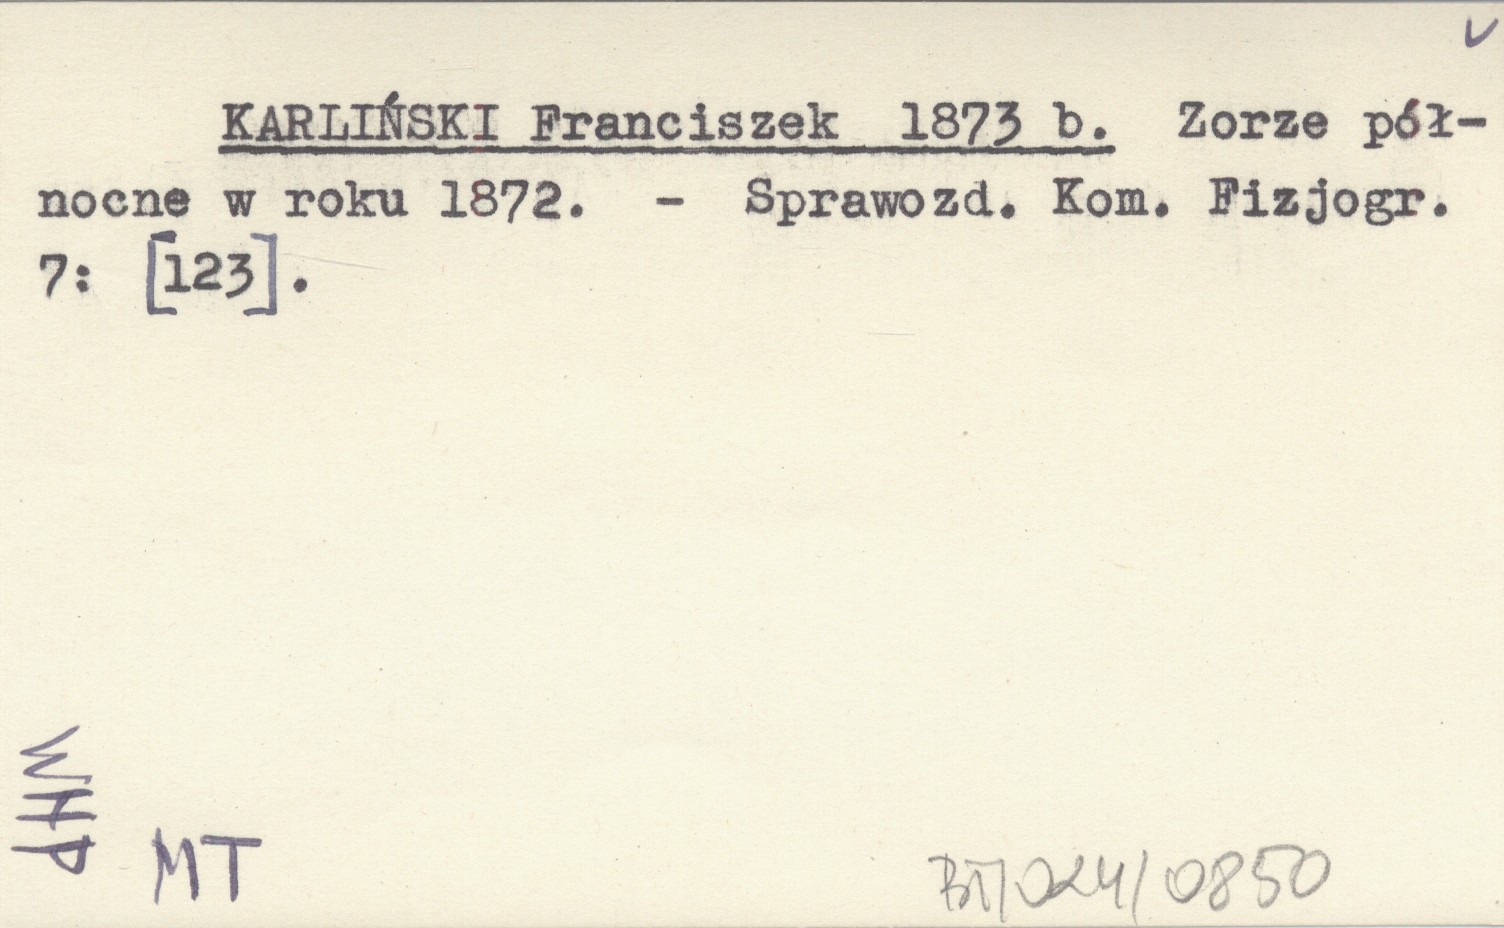 V
KARLIŃSKI Franciszek 1873 b. Zorze pół-
nocne w roku 1872. - Sprawozd. Kom. Fizjogr.
7: [123].
WHP
MT
BT/024/0850